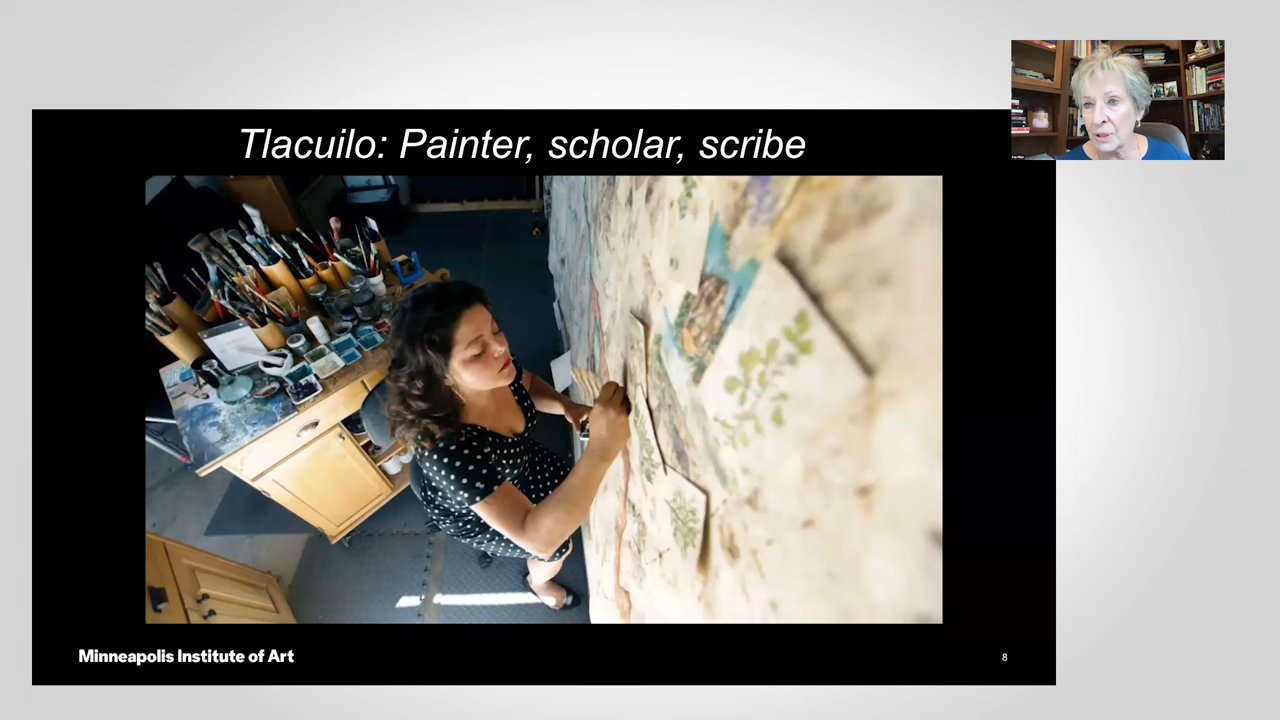 Tlacuilo: Painter, scholar, scribe
Minneapolis Institute of Art
8